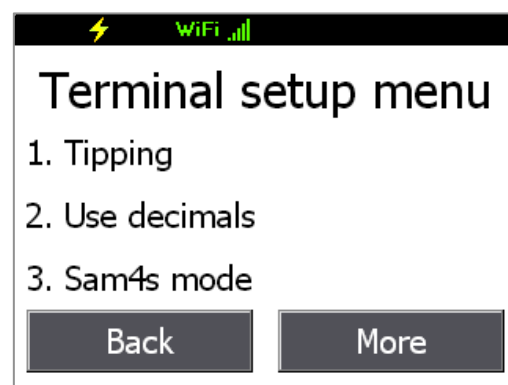 WiFi
Terminal setup menu
1. Tipping
2. Use decimals
3. Sam4s mode
Back More